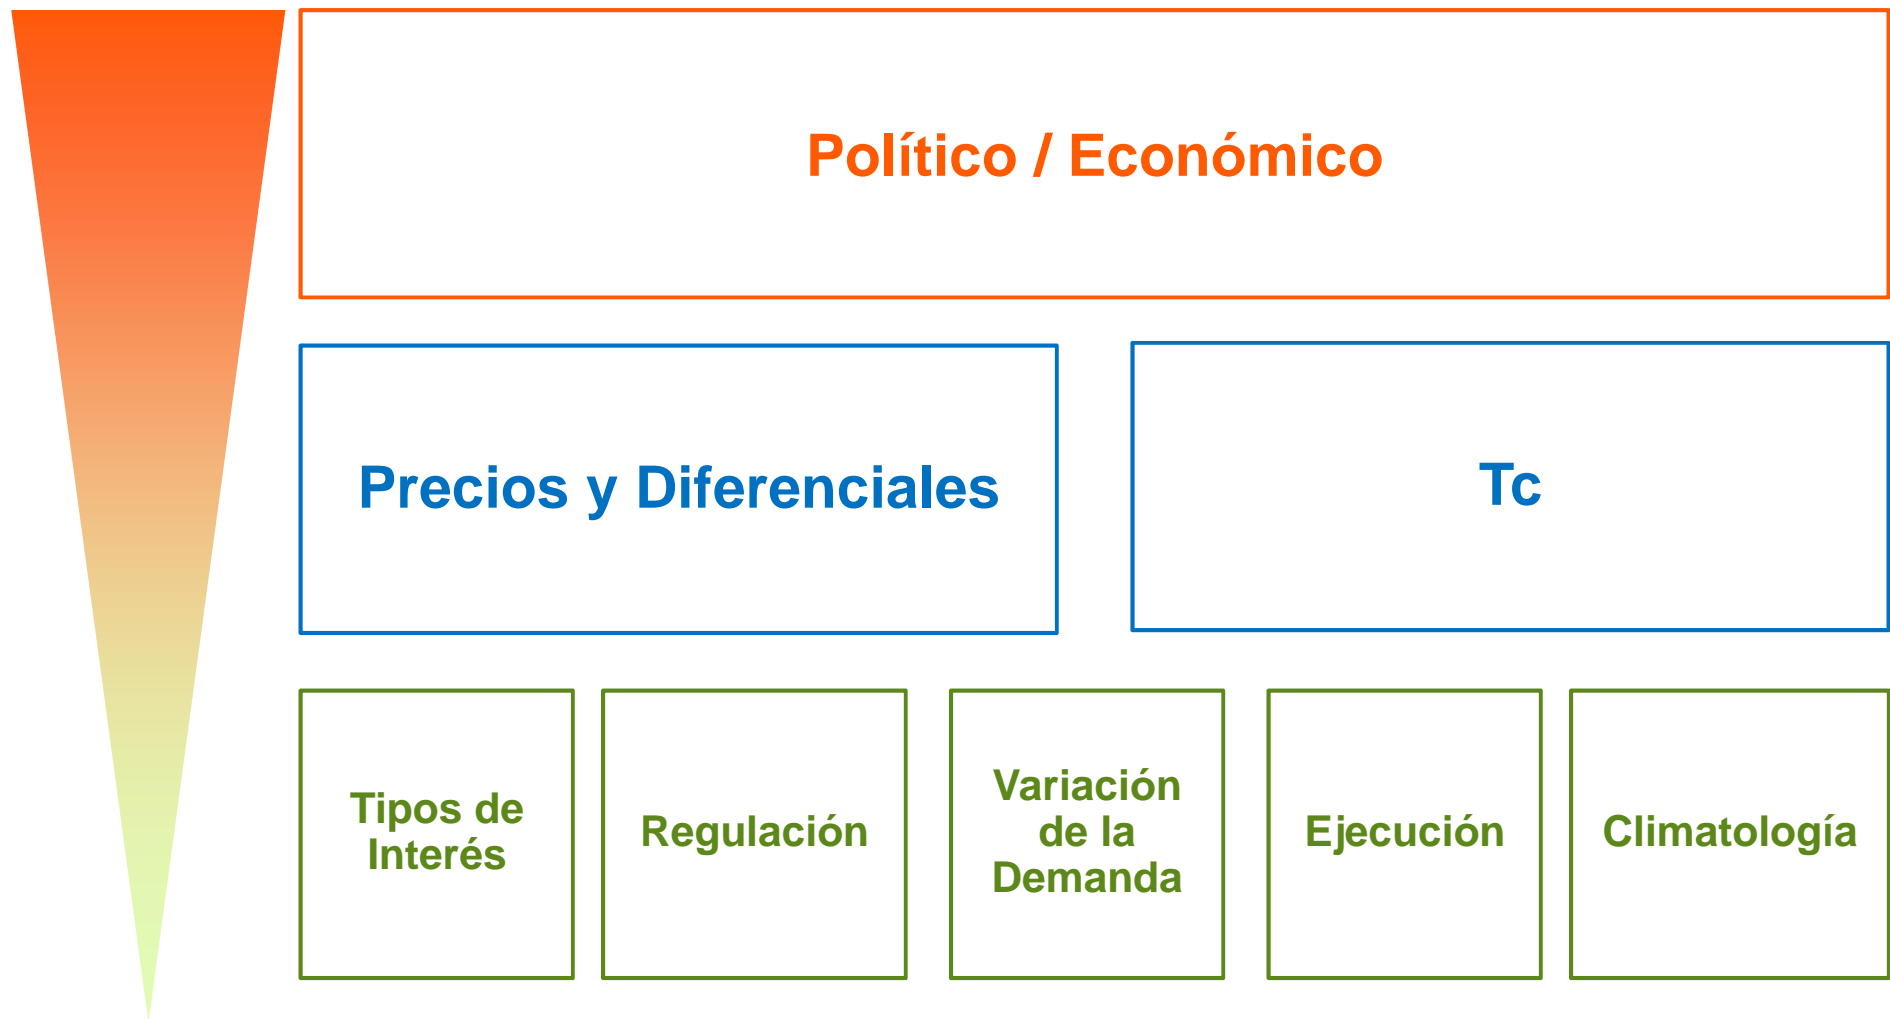 Político / Económico
Precios y Diferenciales
Tc
Tipos de
Interés
Regulación
Variación
de la
Demanda
Ejecución
Climatología